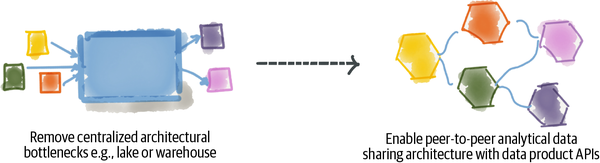 Remove centralized architectural
bottlenecks e.g., lake or warehouse
Enable peer-to-peer analytical data
sharing architecture with data product APIs